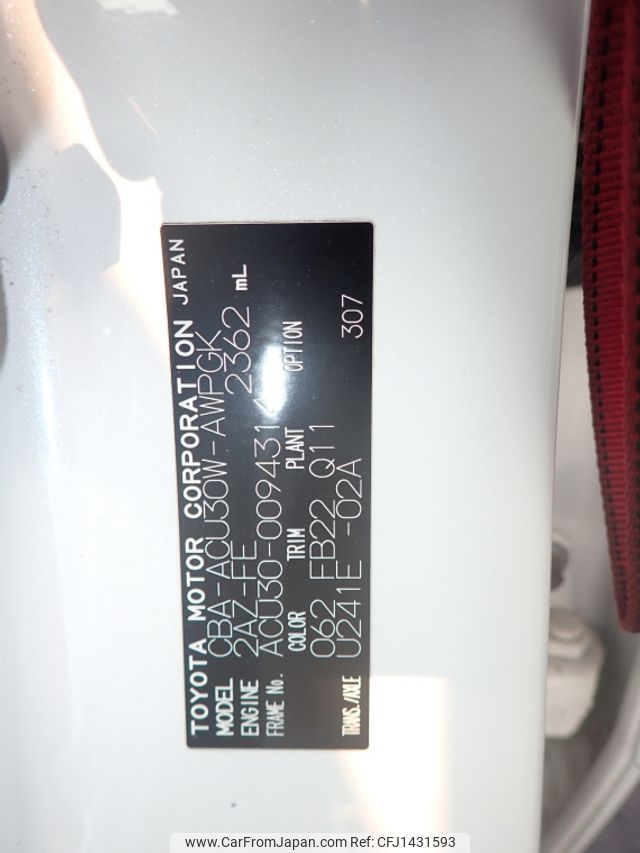 TOYOTA MOTOR CORPORATION JAPAN
MODEL CBA-ACU30W-AWPGK
ENGINE 2AZ-FE 2362 mL
FRAME No. ACU30-009431
COLOR TRIM PLANT OPTION
062 FB22 Q11
TRANS./AXLE U241E -02A 307
www.CarFromJapan.com Ref: CFJ1431593